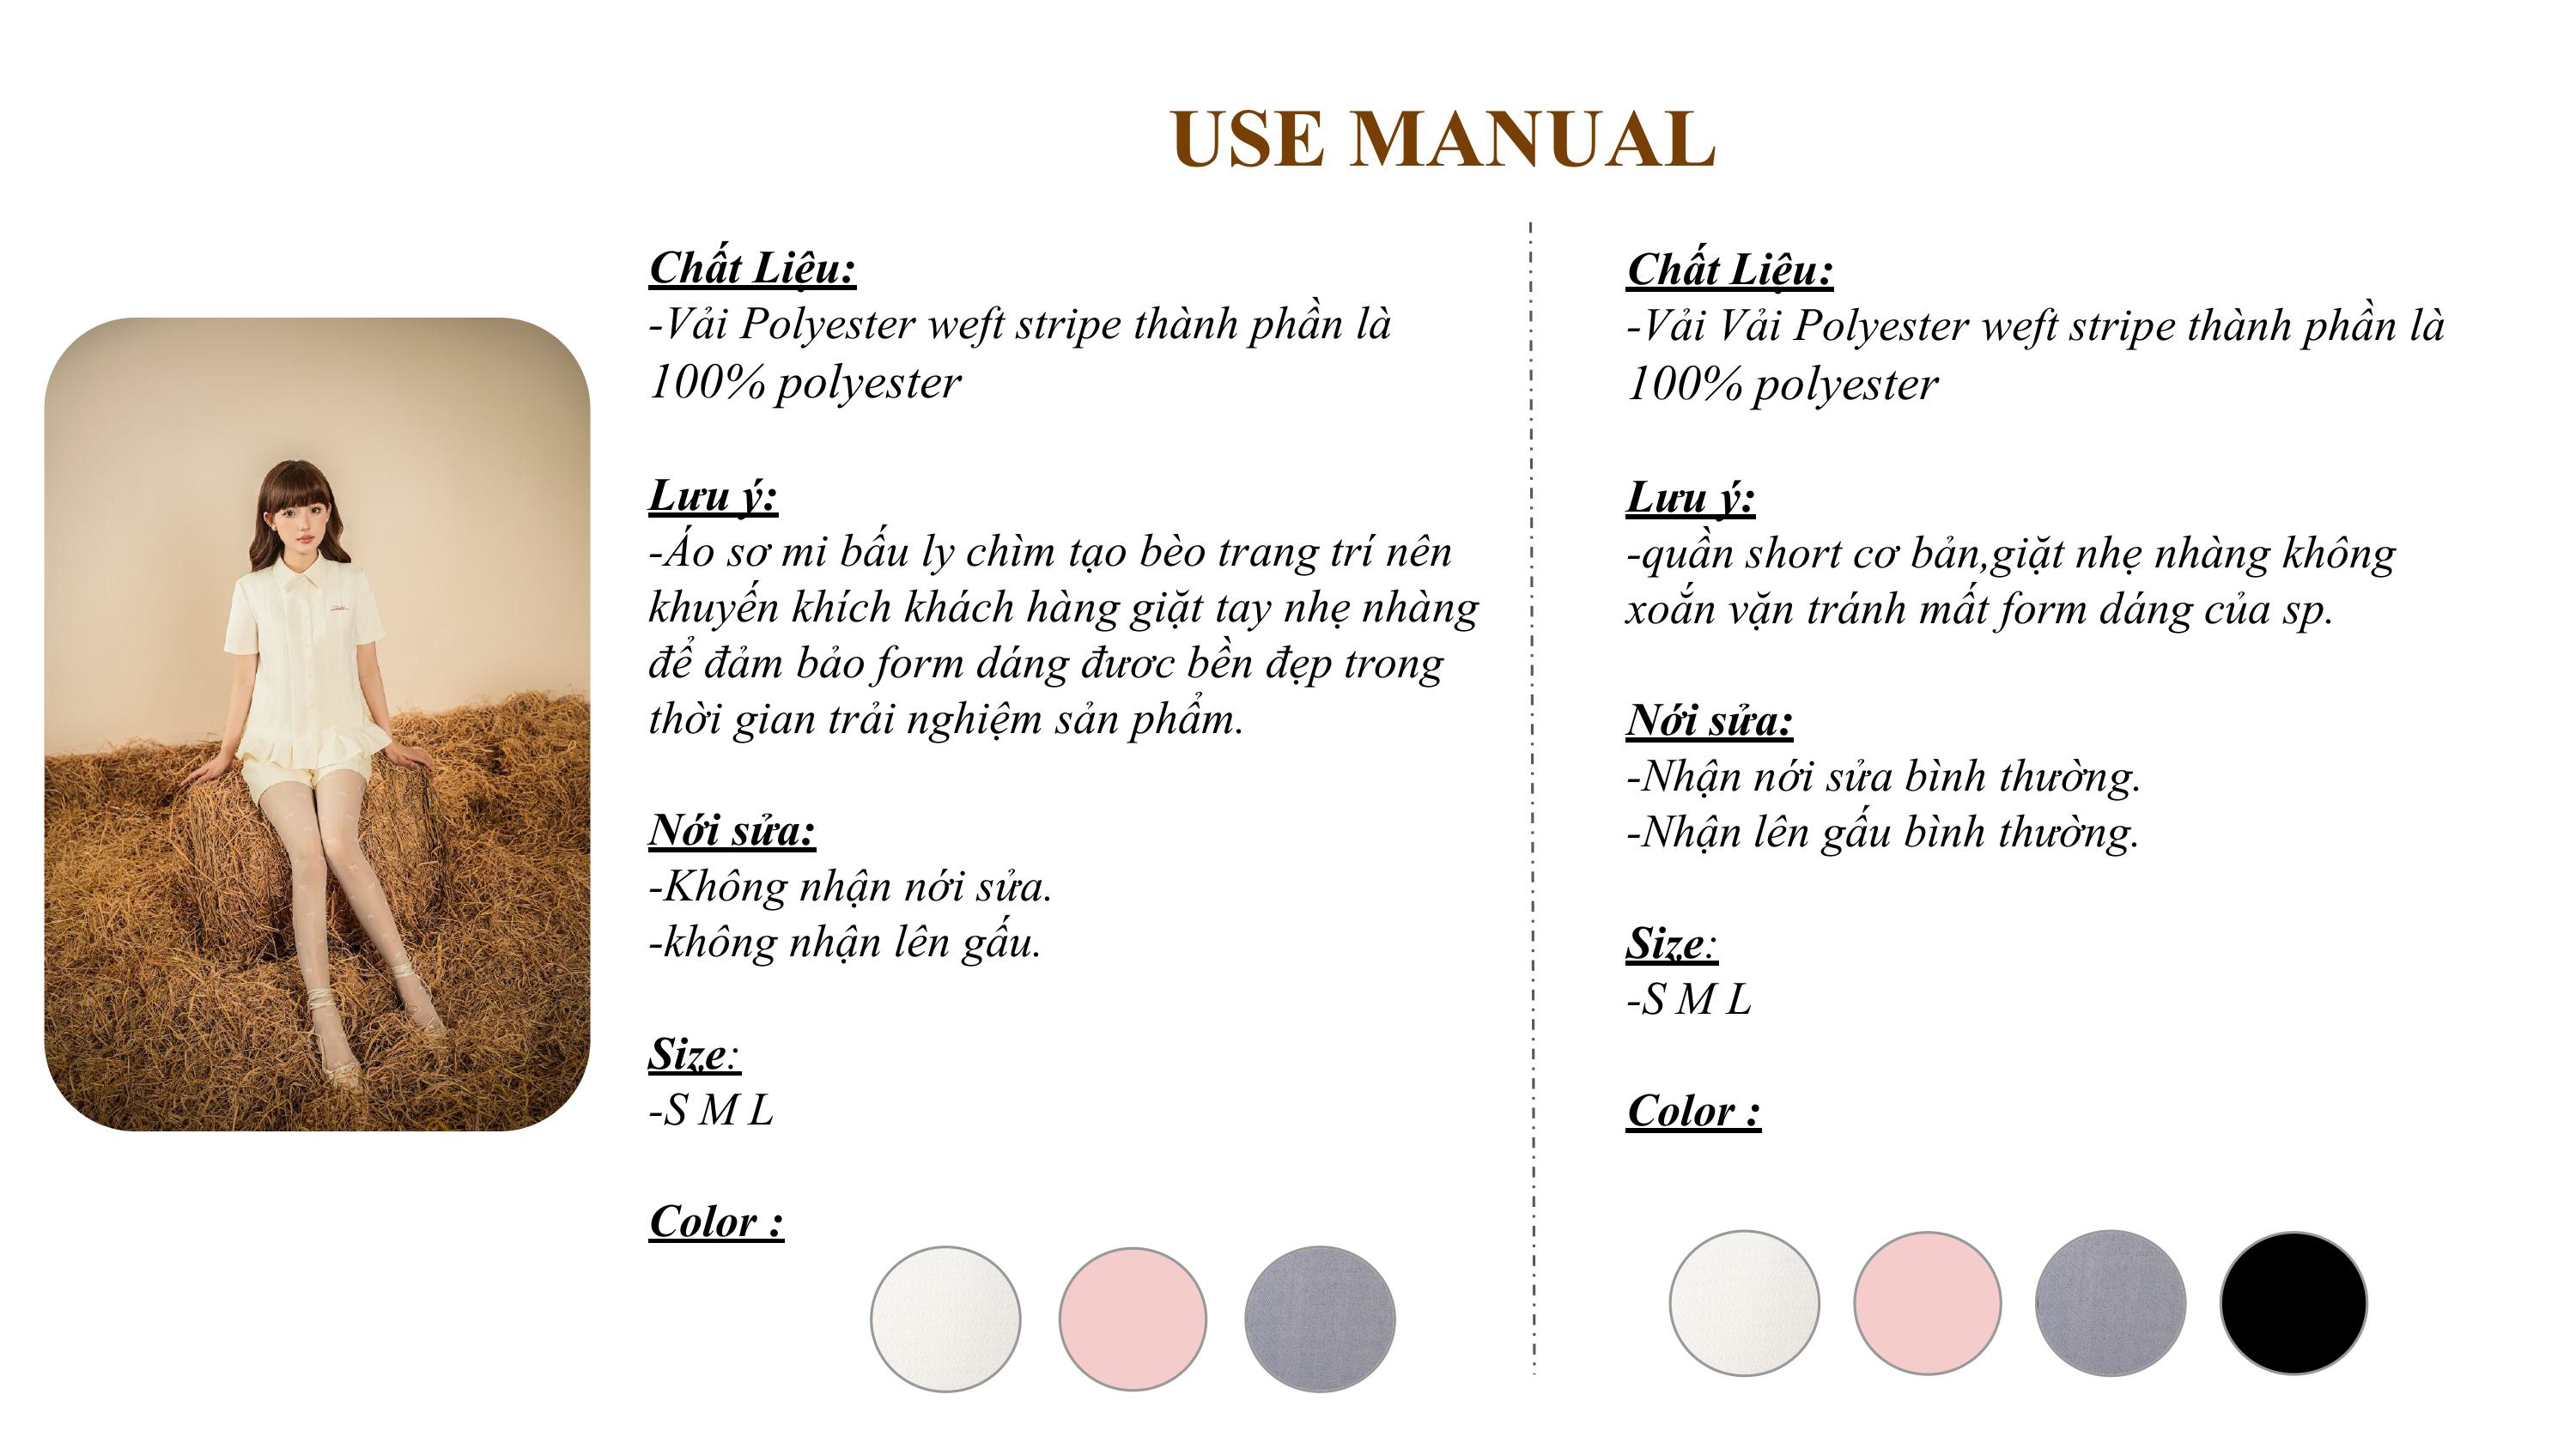 USE MANUAL
Chất Liệu:
-Vải Polyester weft stripe thành phần là
100% polyester
Lưu ý:
-Áo sơ mi bấu ly chìm tạo bèo trang trí nên
khuyến khích khách hàng giặt tay nhẹ nhàng
để đảm bảo form dáng đươc bền đẹp trong
thời gian trải nghiệm sản phẩm.
Nới sửa:
-Không nhận nới sửa.
-không nhận lên gấu.
Size:
-S M L
Color :
Chất Liệu:
-Vải Vải Polyester weft stripe thành phần là
100% polyester
Lưu ý:
-quần short cơ bản,giặt nhẹ nhàng không
xoắn vặn tránh mất form dáng của sp.
Nới sửa:
-Nhận nới sửa bình thường.
-Nhận lên gấu bình thường.
Size:
-S M L
Color :